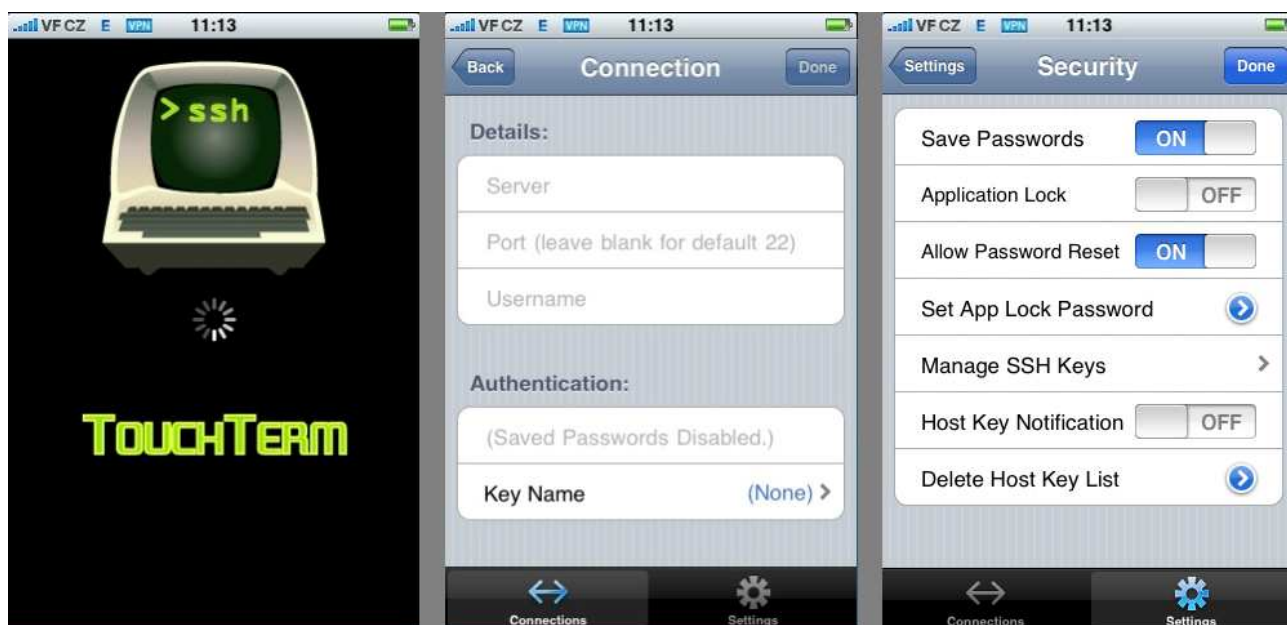 VF CZ E VPN 11:13
>ssh
TOUCHTERM
VF CZ E VPN 11:13
Back Connection Done
Details:
Server
Port (leave blank for default 22)
Username
Authentication:
(Saved Passwords Disabled.)
Key Name (None)
Connections Settings
VF CZ E VPN 11:13
Settings Security Done
Save Passwords ON
Application Lock OFF
Allow Password Reset ON
Set App Lock Password
Manage SSH Keys
Host Key Notification OFF
Delete Host Key List
Connections Settings